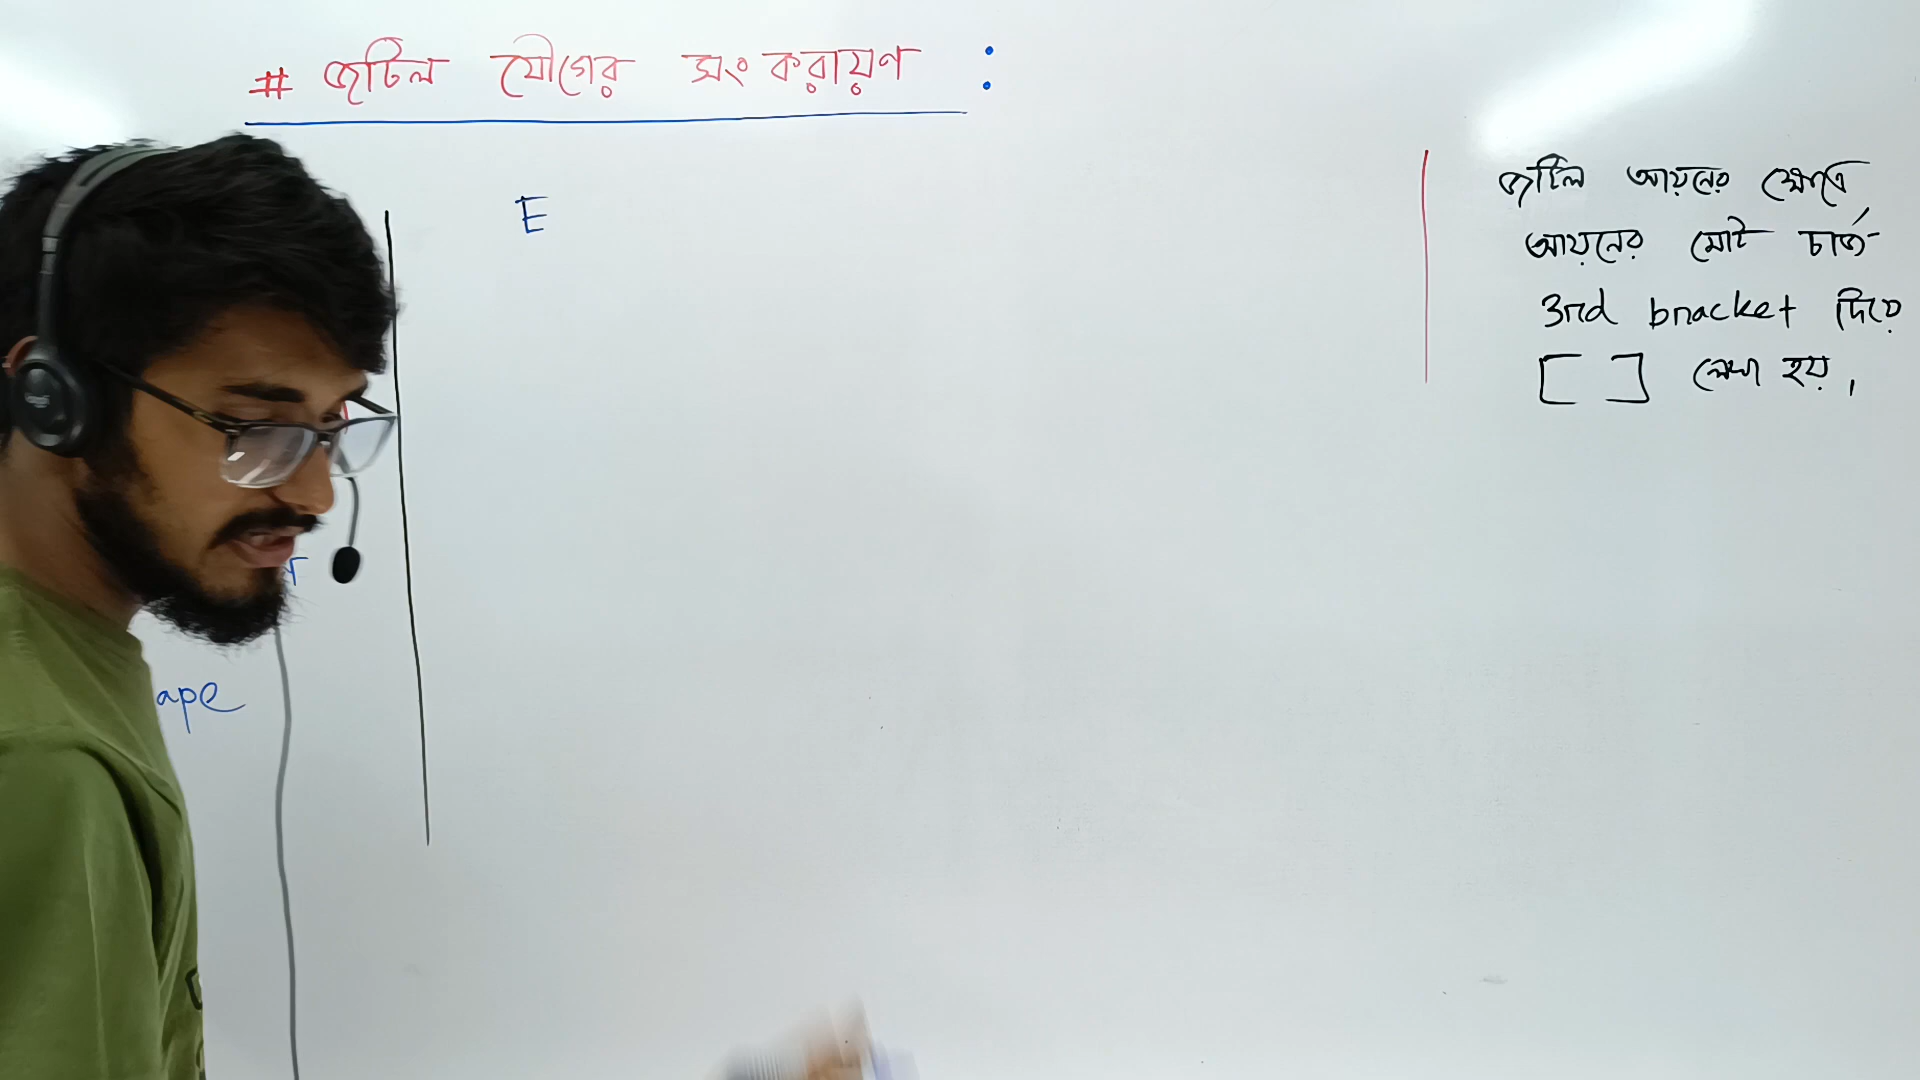 # জটিল যৌগের সংকরায়ণ :
E
ape
জটিল আয়নের ক্ষেত্রে
আয়নের মোট চার্জ
3rd bracket দিয়ে
[ ] লেখা হয়।